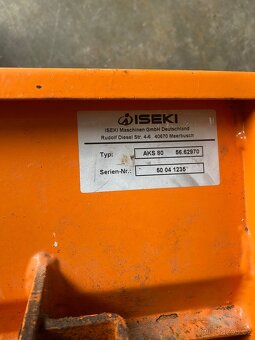 ISEKI
ISEKI Maschinen GmbH Deutschland
Rudolf Diesel Str. 4-6 40670 Meerbusch
Typ: AKS 80 66.62970
Serien-Nr.: 50 04 1235